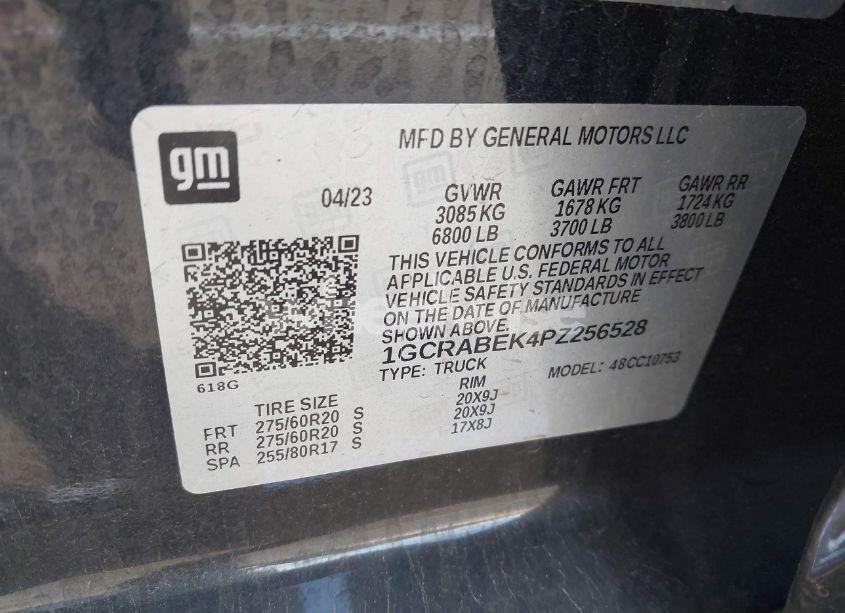 gm
MFD BY GENERAL MOTORS LLC
04/23
GVWR GAWR FRT GAWR RR
3085 KG 1678 KG 1724 KG
6800 LB 3700 LB 3800 LB
THIS VEHICLE CONFORMS TO ALL
APPLICABLE U.S. FEDERAL MOTOR
VEHICLE SAFETY STANDARDS IN EFFECT
ON THE DATE OF MANUFACTURE
SHOWN ABOVE.
1GCRABEK4PZ256528
TYPE: TRUCK MODEL: 48CC10753
618G
TIRE SIZE RIM
FRT 275/60R20 S 20X9J
RR 275/60R20 S 20X9J
SPA 255/80R17 S 17X8J